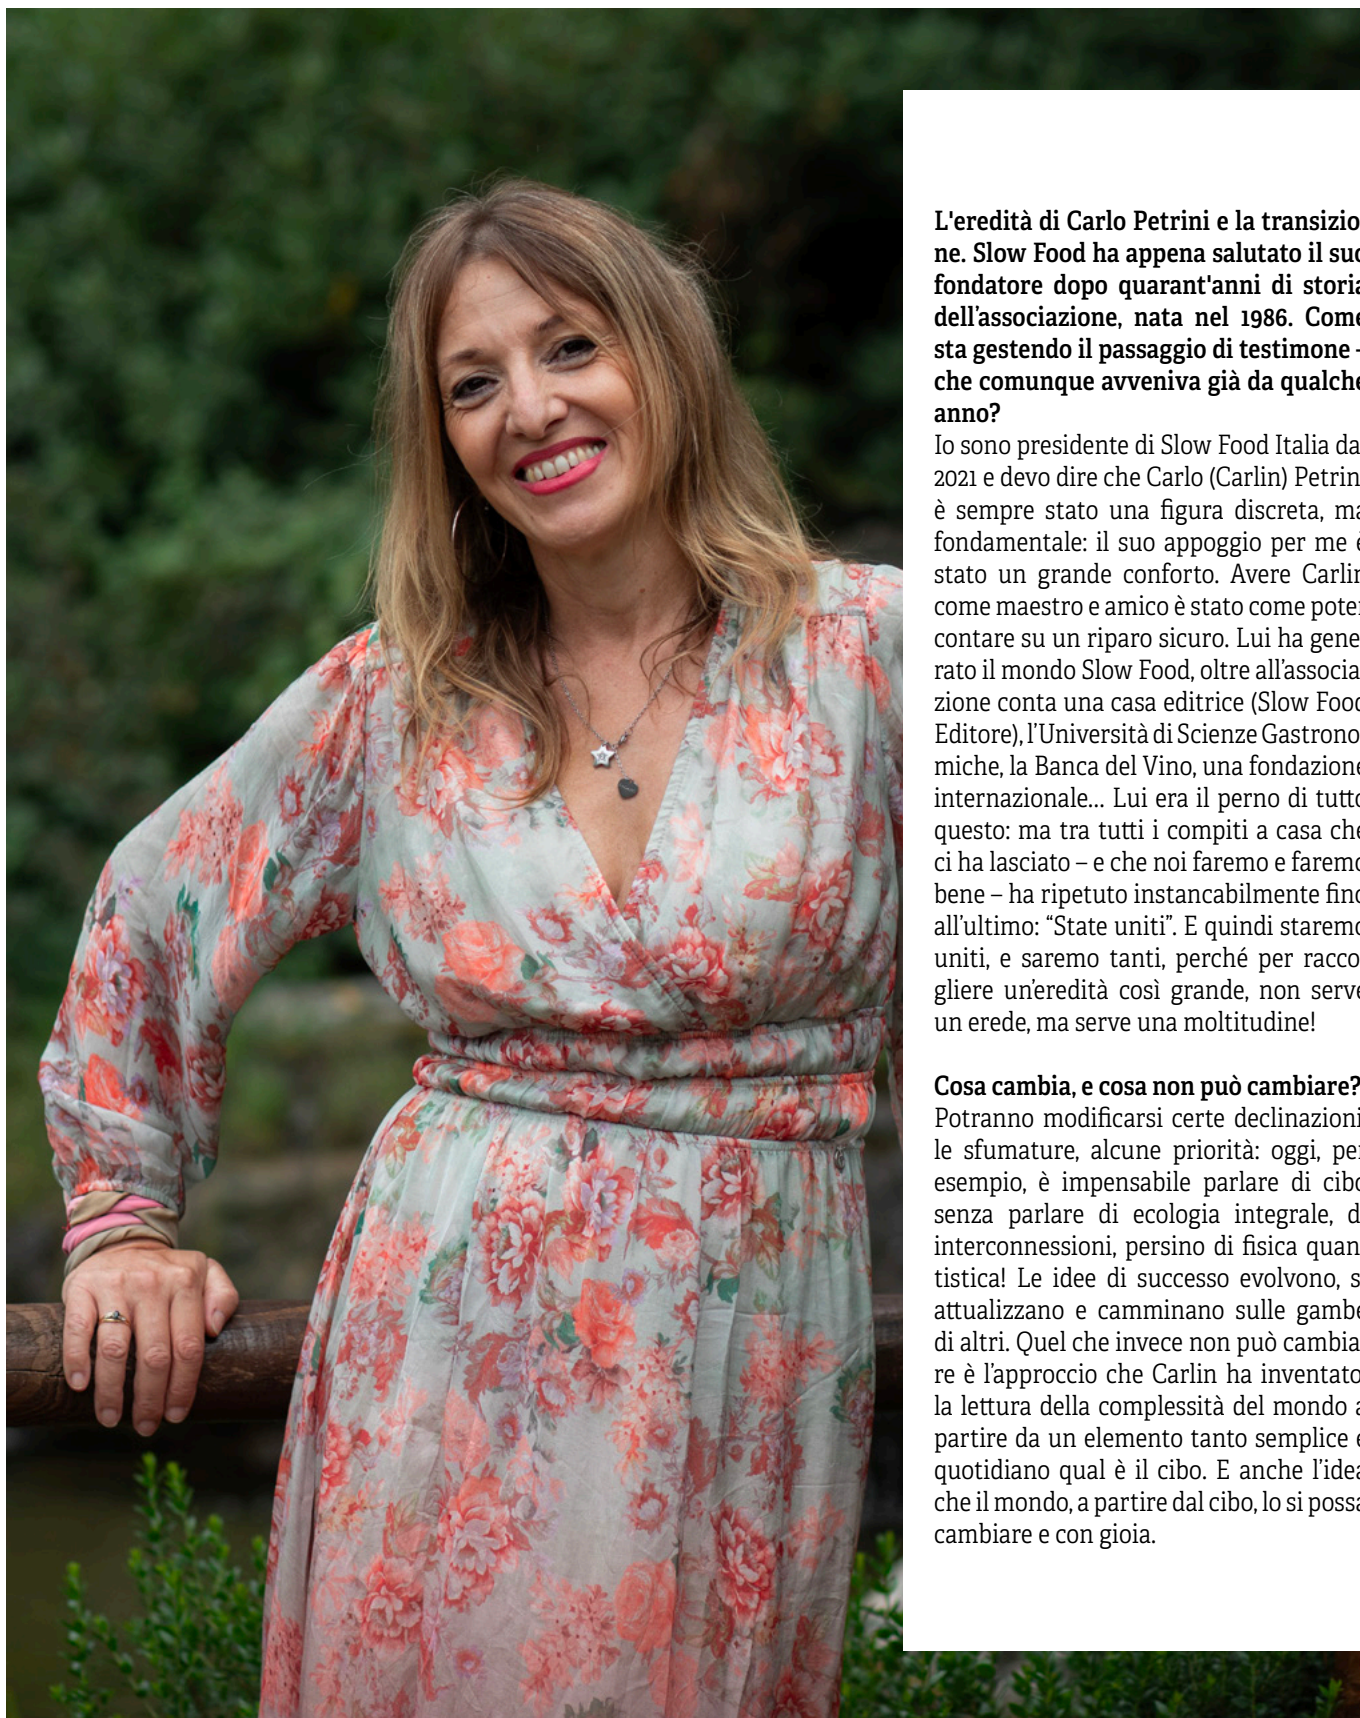 L'eredità di Carlo Petrini e la transizio
ne. Slow Food ha appena salutato il suo
fondatore dopo quarant'anni di storia
dell'associazione, nata nel 1986. Come
sta gestendo il passaggio di testimone -
che comunque avveniva già da qualche
anno?
Io sono presidente di Slow Food Italia da
2021 e devo dire che Carlo (Carlin) Petrin
è sempre stato una figura discreta, ma
fondamentale: il suo appoggio per me è
stato un grande conforto. Avere Carlin
come maestro e amico è stato come poter
contare su un riparo sicuro. Lui ha gene
rato il mondo Slow Food, oltre all'associa
zione conta una casa editrice (Slow Food
Editore), l'Università di Scienze Gastrono
miche, la Banca del Vino, una fondazione
internazionale... Lui era il perno di tutto
questo: ma tra tutti i compiti a casa che
ci ha lasciato – e che noi faremo e faremo
bene – ha ripetuto instancabilmente fino
all'ultimo: “State uniti”. E quindi staremo
uniti, e saremo tanti, perché per racco
gliere un'eredità così grande, non serve
un erede, ma serve una moltitudine!
Cosa cambia, e cosa non può cambiare?
Potranno modificarsi certe declinazioni
le sfumature, alcune priorità: oggi, per
esempio, è impensabile parlare di cibo
senza parlare di ecologia integrale, d
interconnessioni, persino di fisica quan
tistica! Le idee di successo evolvono, s
attualizzano e camminano sulle gambe
di altri. Quel che invece non può cambia
re è l'approccio che Carlin ha inventato
la lettura della complessità del mondo a
partire da un elemento tanto semplice e
quotidiano qual è il cibo. E anche l'idea
che il mondo, a partire dal cibo, lo si possa
cambiare e con gioia.